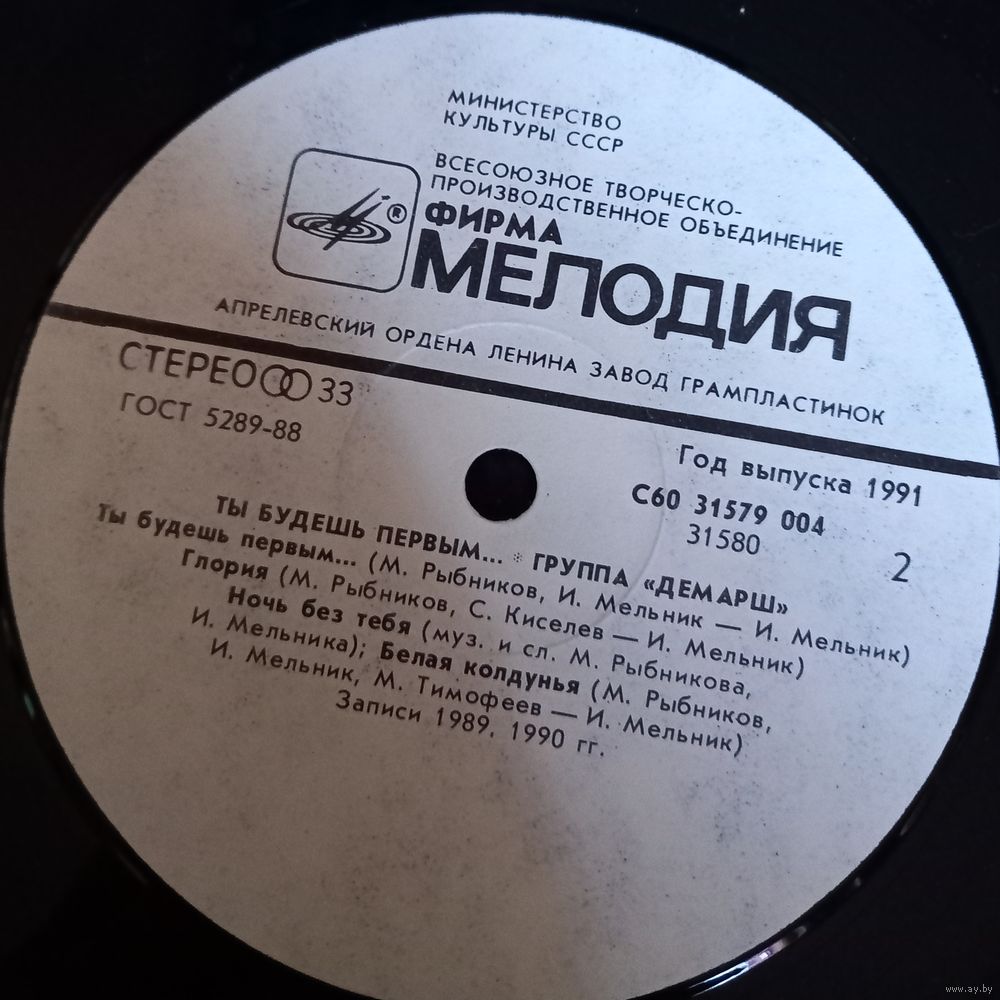 МИНИСТЕРСТВО
КУЛЬТУРЫ СССР
ВСЕСОЮЗНОЕ ТВОРЧЕСКО-
ПРОИЗВОДСТВЕННОЕ ОБЪЕДИНЕНИЕ
®
ФИРМА
МЕЛОДИЯ
АПРЕЛЕВСКИЙ ОРДЕНА ЛЕНИНА ЗАВОД ГРАМПЛАСТИНОК
СТЕРЕО 33
ГОСТ 5289-88
Год выпуска 1991
С60 31579 004
31580
2
ТЫ БУДЕШЬ ПЕРВЫМ... * ГРУППА «ДЕМАРШ»
Ты будешь первым... (М. Рыбников, И. Мельник — И. Мельник)
Глория (М. Рыбников, С. Киселев — И. Мельник)
Ночь без тебя (муз. и сл. М. Рыбникова,
И. Мельника); Белая колдунья (М. Рыбников,
И. Мельник, М. Тимофеев — И. Мельник)
Записи 1989, 1990 гг.
www.ay.by